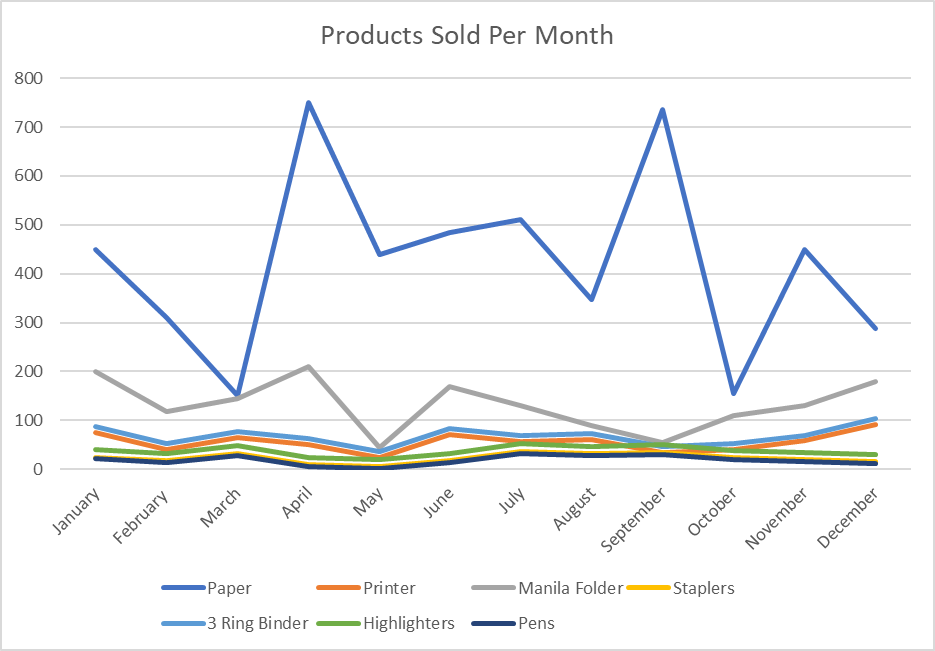 Products Sold Per Month
800
700
600
500
400
300
200
100
0
January
February
March
April
May
June
July
August
September
October
November
December
Paper Printer Manila Folder Staplers
3 Ring Binder Highlighters Pens